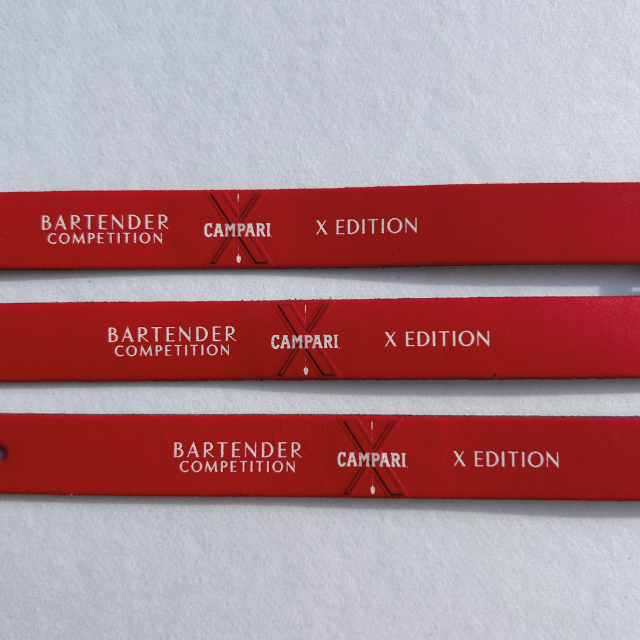 BARTENDER
COMPETITION
CAMPARI
X EDITION
BARTENDER
COMPETITION
CAMPARI
X EDITION
BARTENDER
COMPETITION
CAMPARI
X EDITION